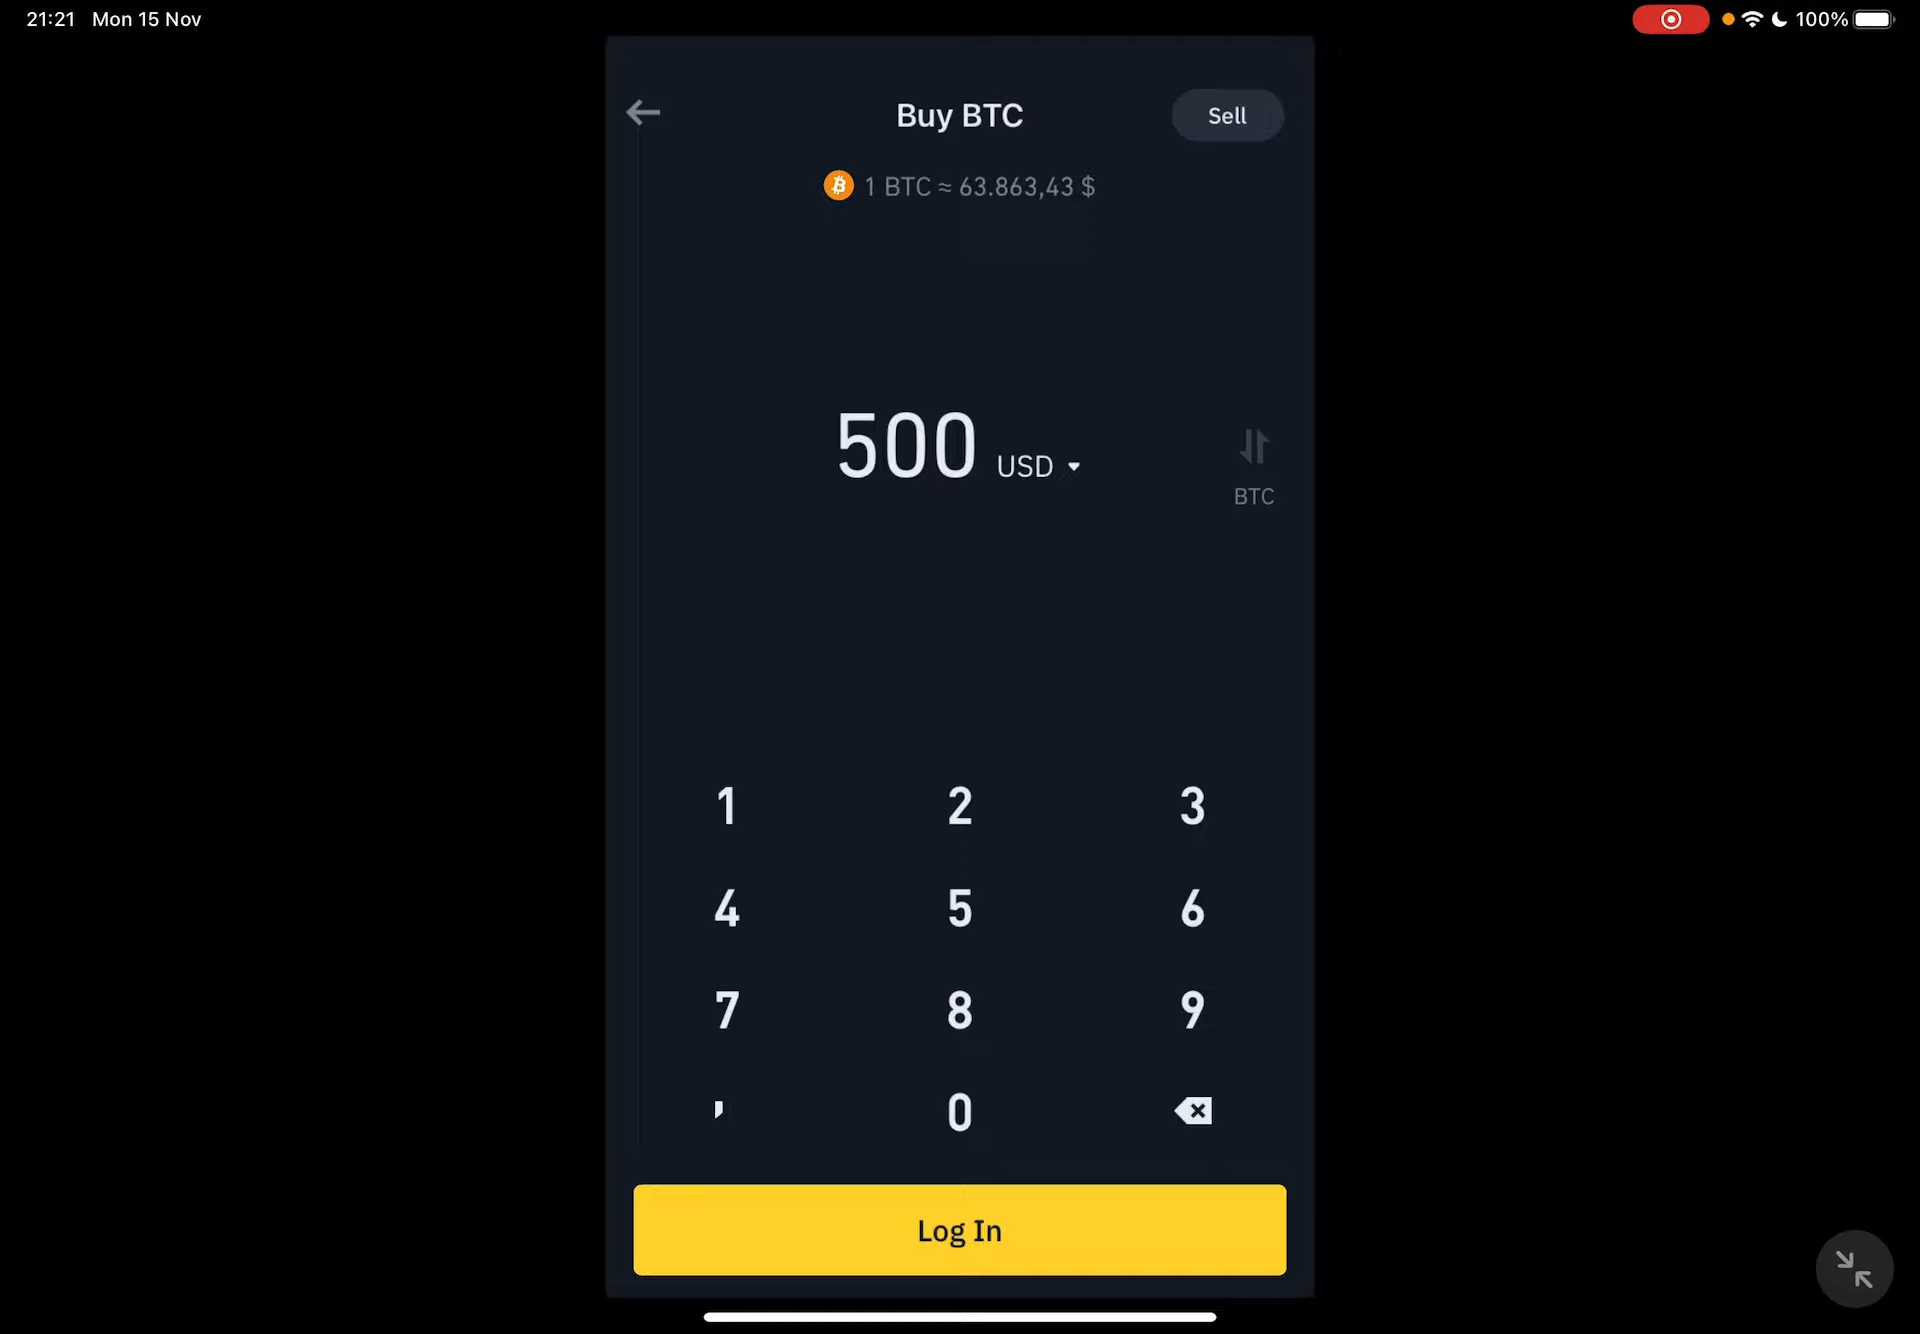 21:21 Mon 15 Nov 100%
Buy BTC Sell
1 BTC ≈ 63.863,43 $
500 USD
BTC
1 2 3
4 5 6
7 8 9
, 0
Log In